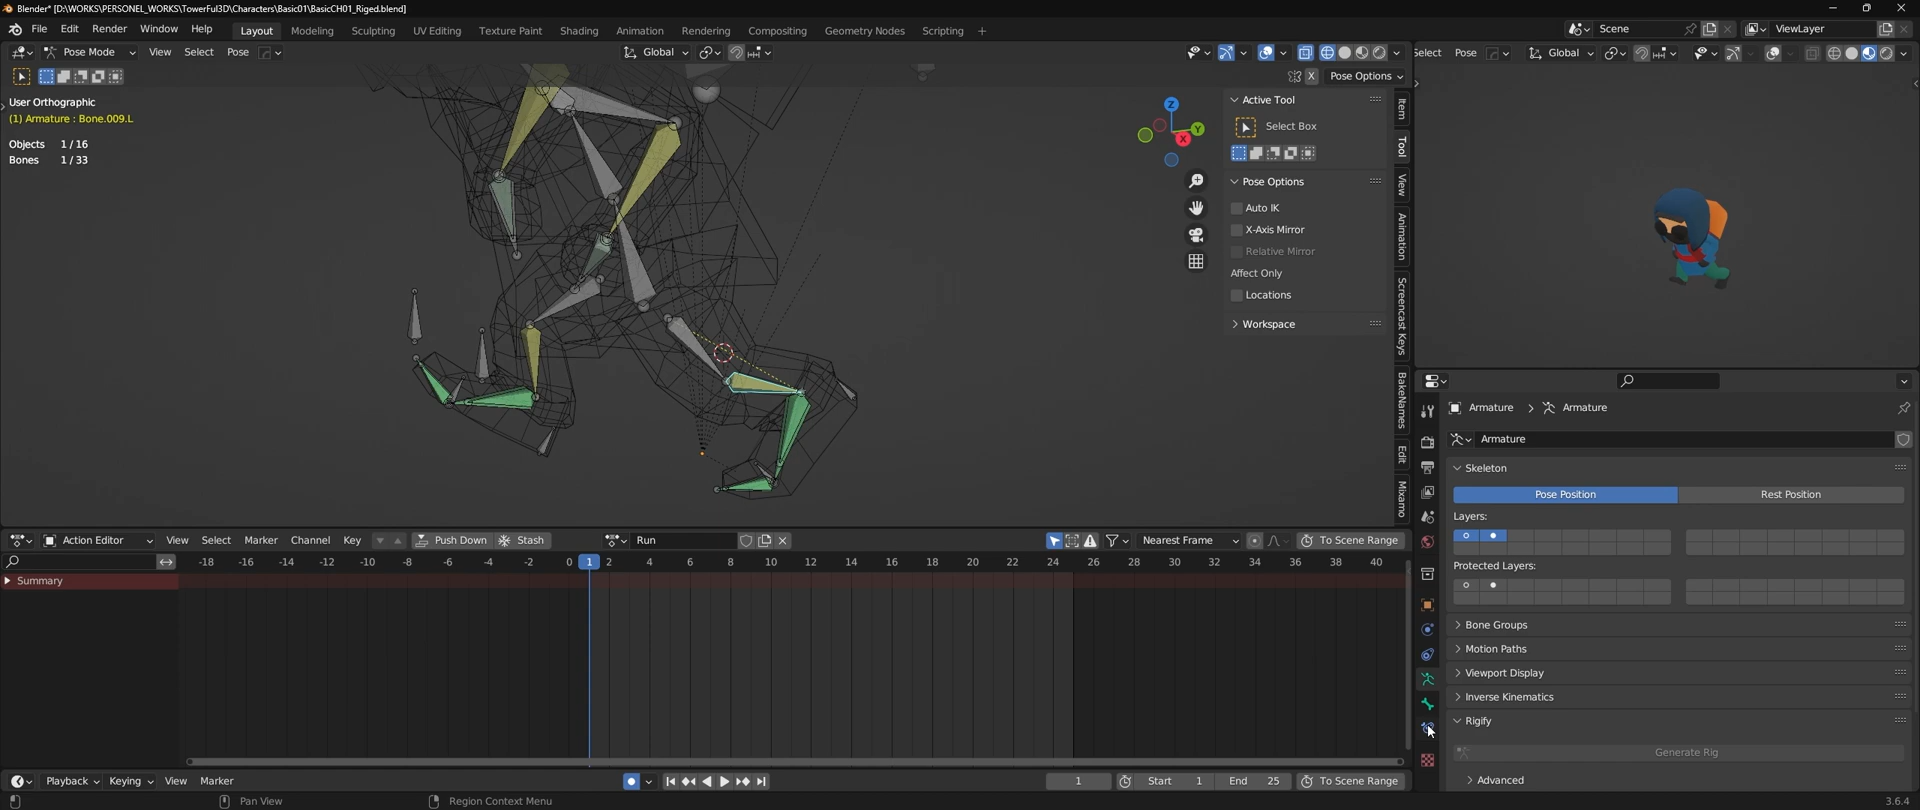 Blender* [D:\WORKS\PERSONEL_WORKS\TowerFul3D\Characters\Basic01\BasicCH01_Riged.blend]
File Edit Render Window Help Layout Modeling Sculpting UV Editing Texture Paint Shading Animation Rendering Compositing Geometry Nodes Scripting + Scene ViewLayer
Pose Mode View Select Pose Global Select Pose Global
X Pose Options
User Orthographic
(1) Armature : Bone.009.L
Objects 1/16
Bones 1/33
Z
Y
X
Active Tool
Select Box
Pose Options
Auto IK
X-Axis Mirror
Relative Mirror
Affect Only
Locations
Workspace
Item
Tool
View
Animation
Screencast Keys
BakeNames
Edit
Mixamo
Armature Armature
Armature
Skeleton
Pose Position Rest Position
Layers:
Protected Layers:
Bone Groups
Motion Paths
Viewport Display
Inverse Kinematics
Rigify
Generate Rig
Advanced
Action Editor View Select Marker Channel Key Push Down Stash Run Nearest Frame To Scene Range
-18 -16 -14 -12 -10 -8 -6 -4 -2 0 1 2 4 6 8 10 12 14 16 18 20 22 24 26 28 30 32 34 36 38 40
Summary
Playback Keying View Marker 1 Start 1 End 25 To Scene Range
Pan View Region Context Menu 3.6.4